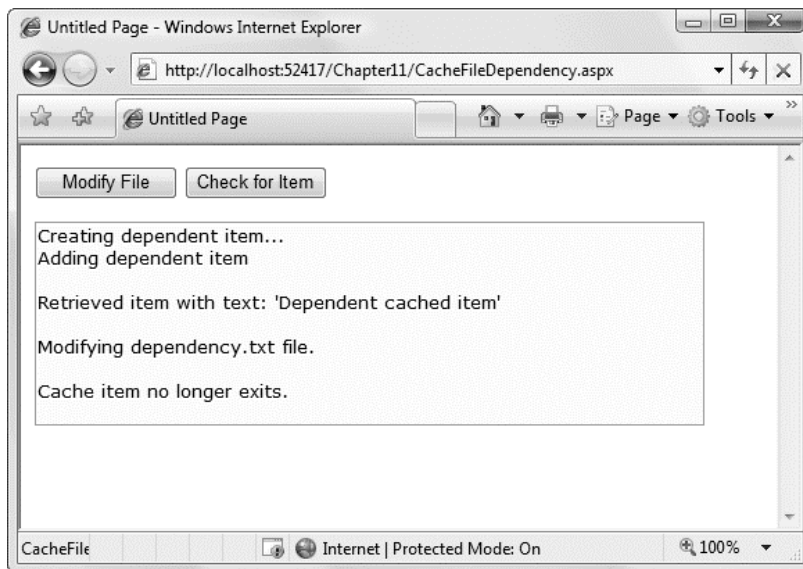 Untitled Page - Windows Internet Explorer
http://localhost:52417/Chapter11/CacheFileDependency.aspx
Untitled Page
Page
Tools
Modify File
Check for Item
Creating dependent item...
Adding dependent item
Retrieved item with text: 'Dependent cached item'
Modifying dependency.txt file.
Cache item no longer exits.
CacheFile
Internet | Protected Mode: On
100%